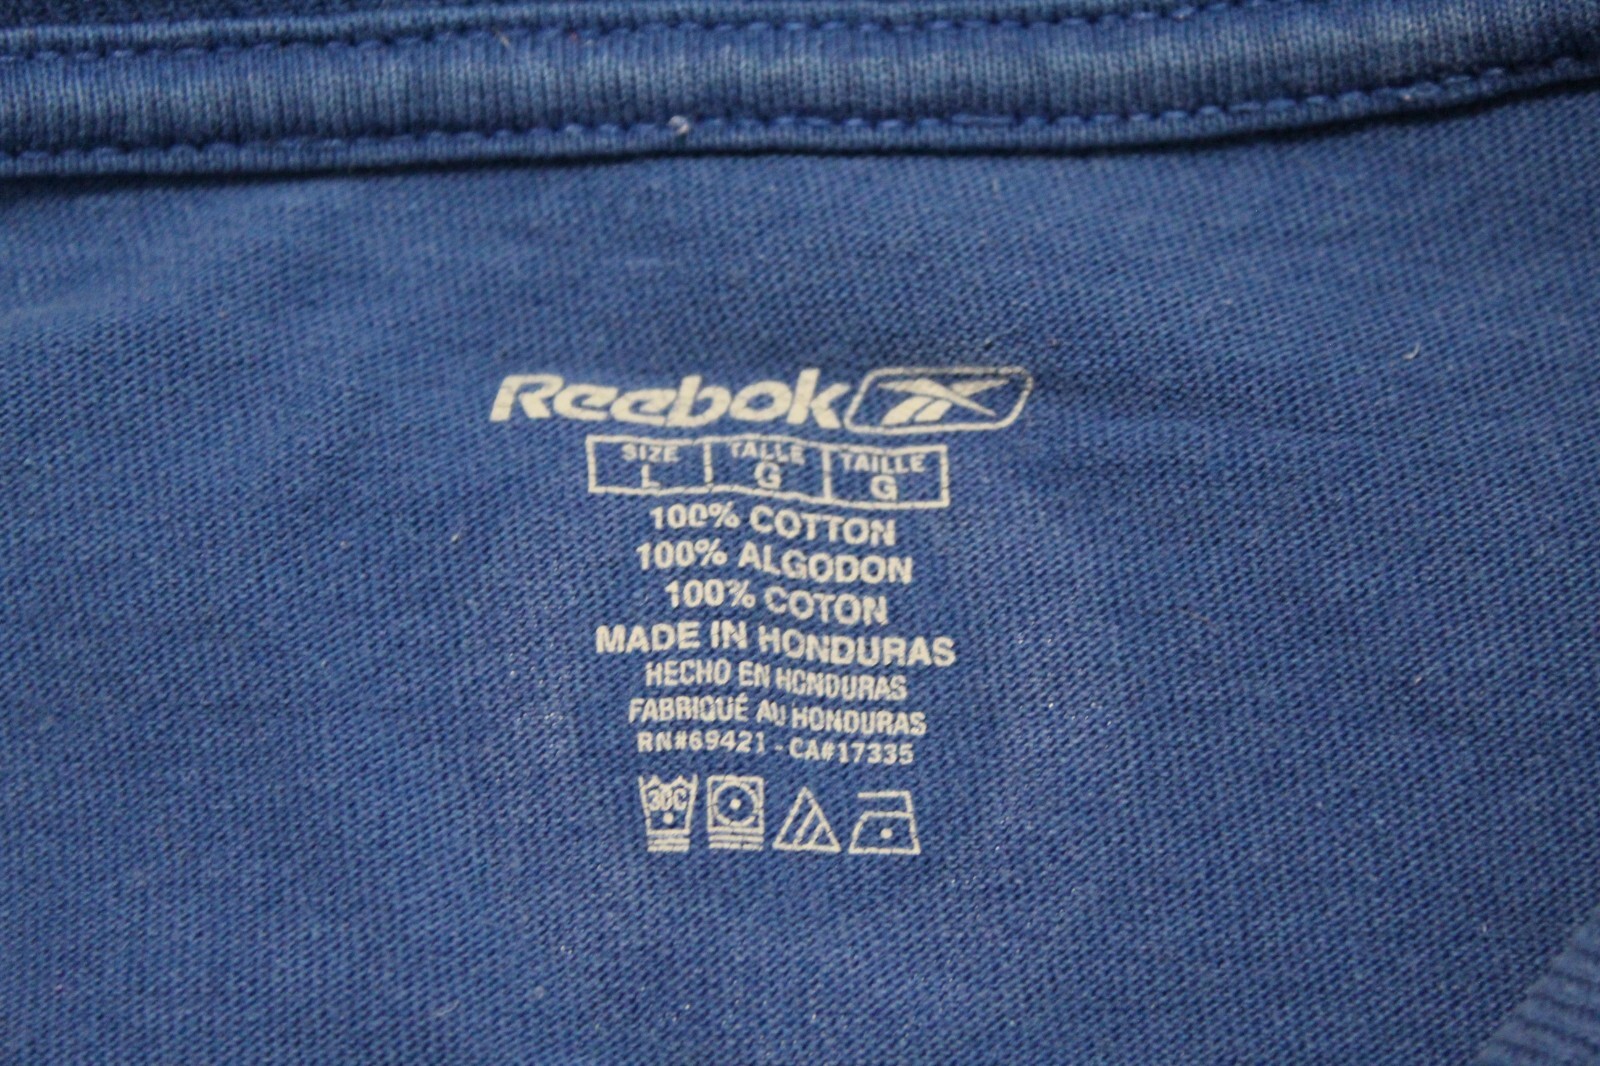 Reebok
SIZE TALLE TAILLE
L G G
100% COTTON
100% ALGODON
100% COTON
MADE IN HONDURAS
HECHO EN HONDURAS
FABRIQUÉ AU HONDURAS
RN#69421 - CA#17335
30C